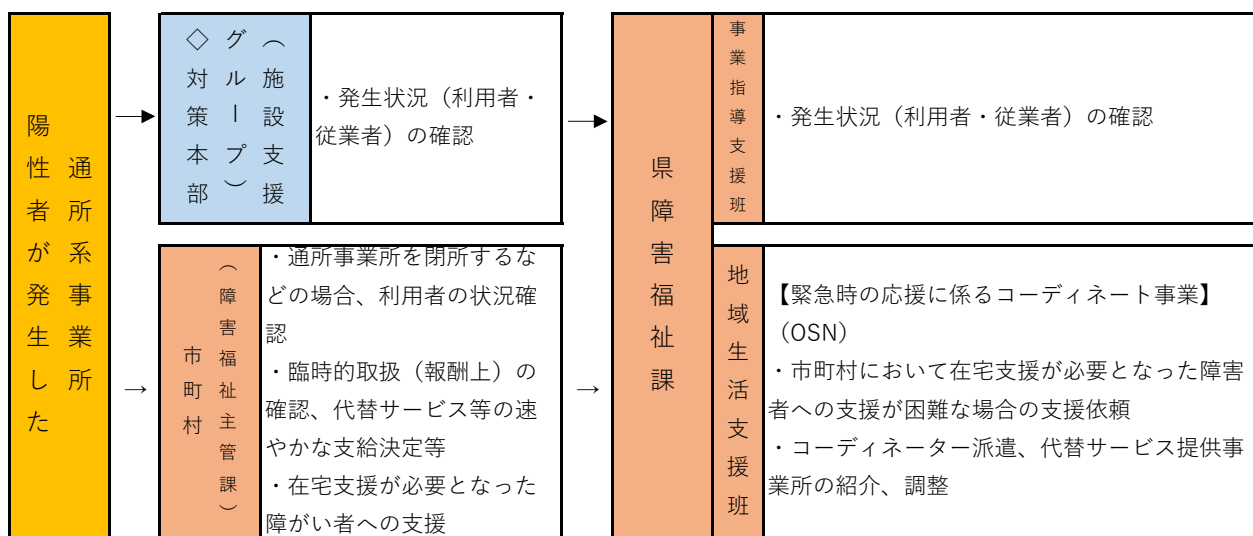 陽性者が発生した
通所系事業所
→
◇対策本部
（施設支援
グループ）
・発生状況（利用者・
従業者）の確認
→
県障害福祉課
事業指導支援班
・発生状況（利用者・従業者）の確認
→
市町村
（障害福祉主管課）
・通所事業所を閉所するな
どの場合、利用者の状況確
認
・臨時的取扱（報酬上）の
確認、代替サービス等の速
やかな支給決定等
・在宅支援が必要となった
障がい者への支援
→
地域生活支援班
【緊急時の応援に係るコーディネート事業】
（OSN）
・市町村において在宅支援が必要となった障害
者への支援が困難な場合の支援依頼
・コーディネーター派遣、代替サービス提供事
業所の紹介、調整